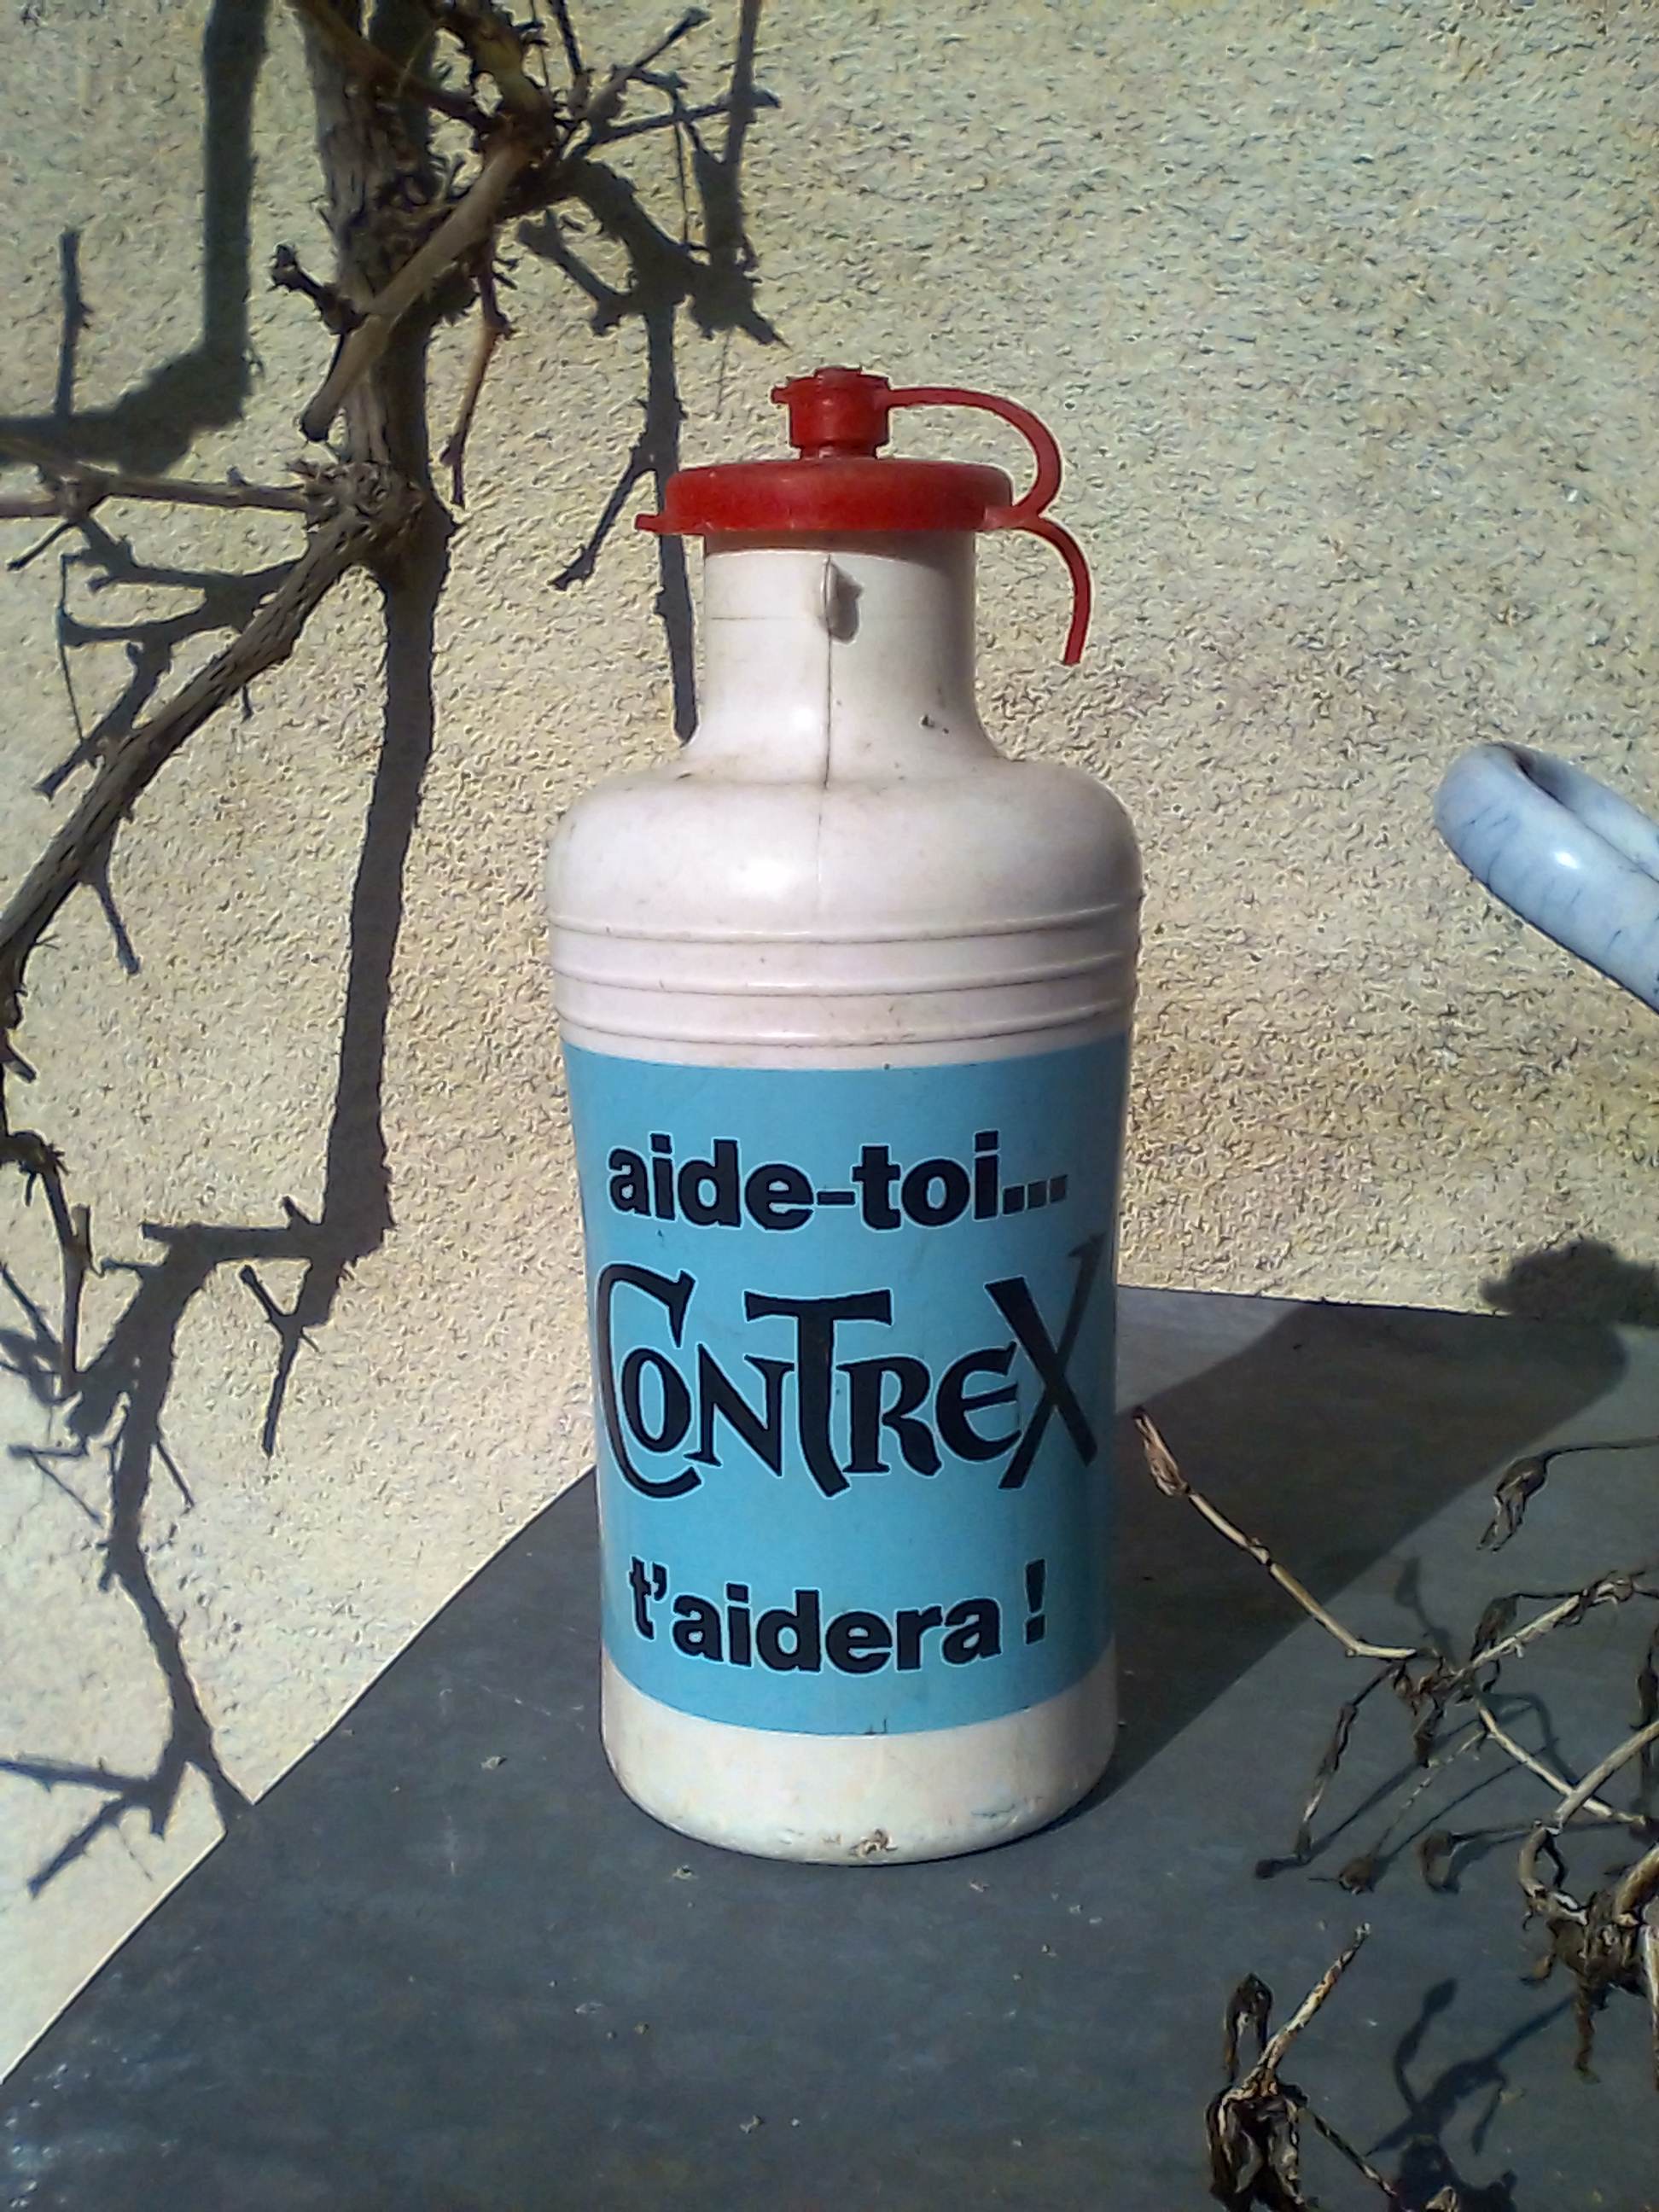 aide-toi...
CONTREX
t'aidera !